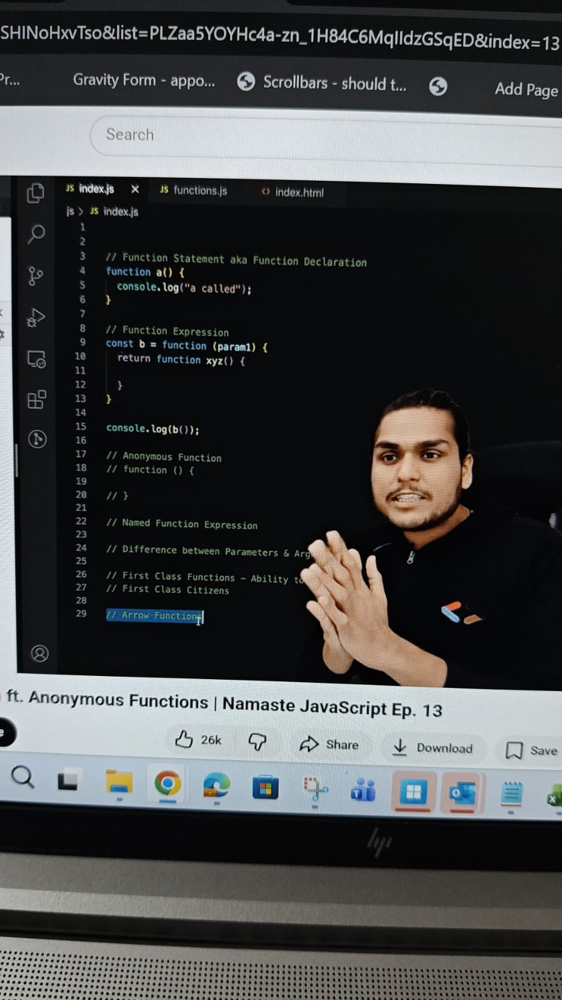 SHINoHxvTso&list=PLZaa5YOYHc4a-zn_1H84C6MqIIdzGSqED&index=13
Pr... Gravity Form - appo... Scrollbars - should t... Add Page
Search
JS index.js X JS functions.js <> index.html
js > JS index.js
1
2
3 // Function Statement aka Function Declaration
4 function a() {
5 console.log("a called");
6 }
7
8 // Function Expression
9 const b = function (param1) {
10 return function xyz() {
11
12 }
13 }
14
15 console.log(b());
16
17 // Anonymous Function
18 // function () {
19
20 // }
21
22 // Named Function Expression
23
24 // Difference between Parameters & Arg
25
26 // First Class Functions - Ability to
27 // First Class Citizens
28
29 // Arrow Functions
ft. Anonymous Functions | Namaste JavaScript Ep. 13
26k Share Download Save
hp